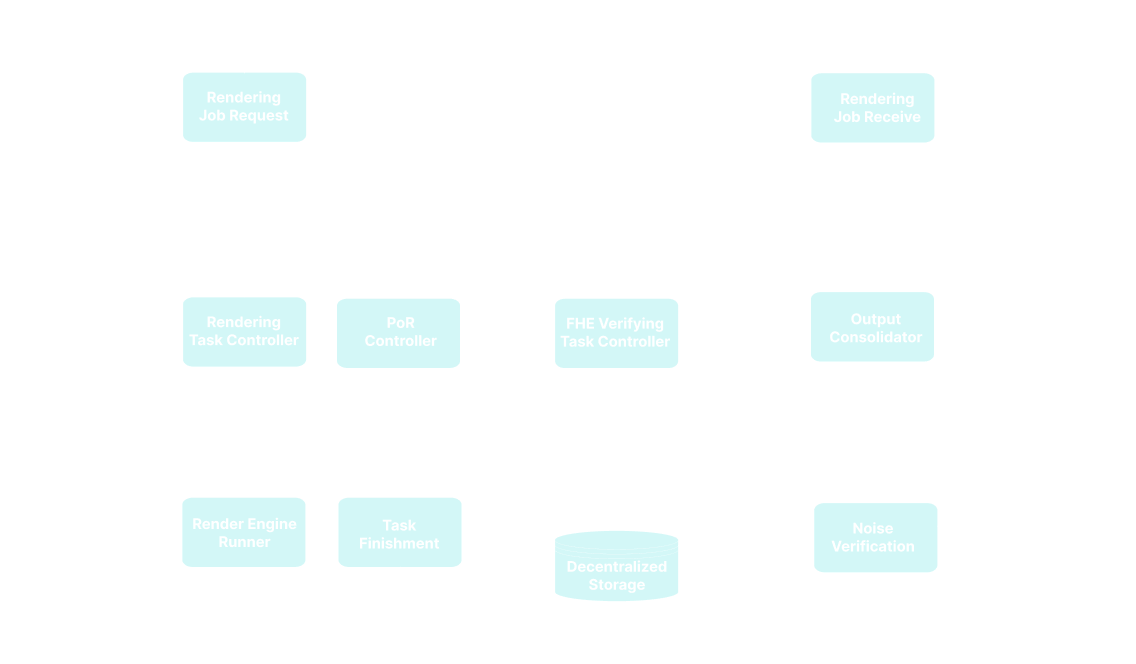 Rendering
Job Request
Rendering
Job Receive
Rendering
Task Controller
PoR
Controller
FHE Verifying
Task Controller
Output
Consolidator
Render Engine
Runner
Task
Finishment
Decentralized
Storage
Noise
Verification